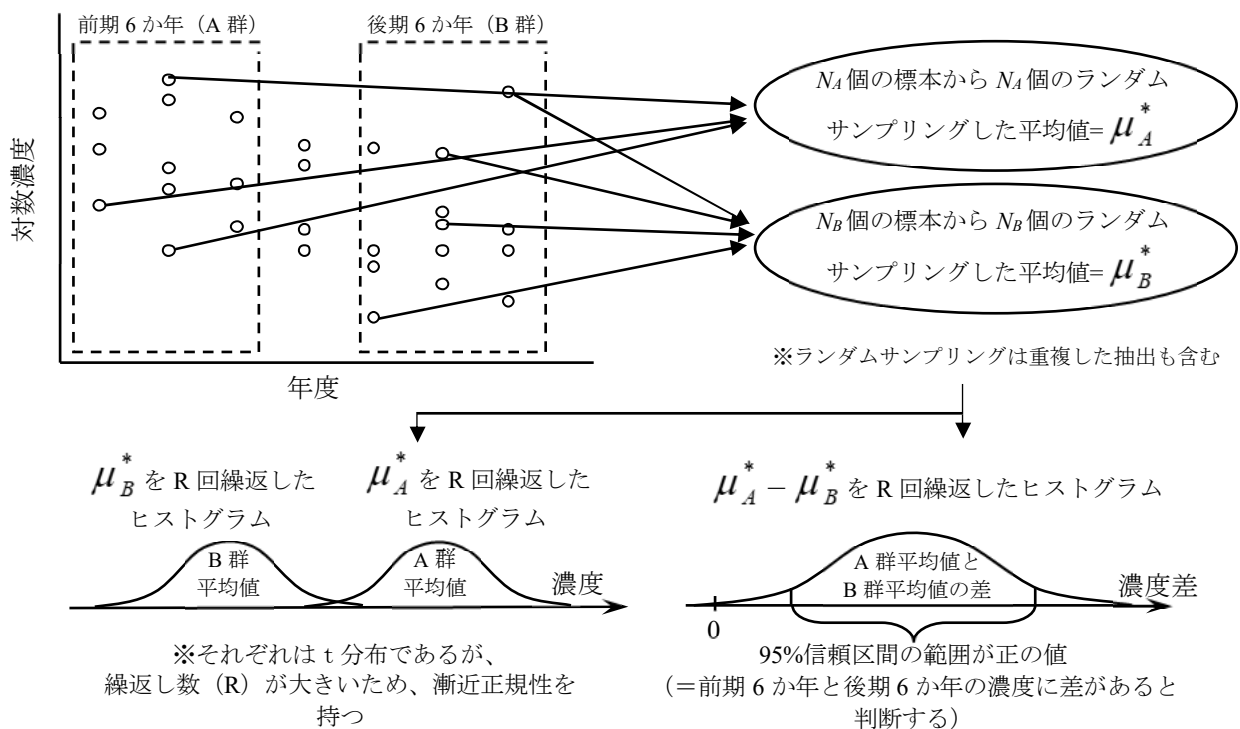 前期 6 か年（A 群）
後期 6 か年（B 群）
対数濃度
年度
N_A個の標本から N_A個のランダム
サンプリングした平均値= μ*_A
N_B個の標本から N_B個のランダム
サンプリングした平均値= μ*_B
※ランダムサンプリングは重複した抽出も含む
μ*_B を R 回繰返した
ヒストグラム
μ*_A を R 回繰返した
ヒストグラム
B 群
平均値
A 群
平均値
濃度
※それぞれは t 分布であるが、
繰返し数（R）が大きいため、漸近正規性を
持つ
μ*_A − μ*_B を R 回繰返したヒストグラム
A 群平均値と
B 群平均値の差
濃度差
0
95%信頼区間の範囲が正の値
（＝前期 6 か年と後期 6 か年の濃度に差があると
判断する）